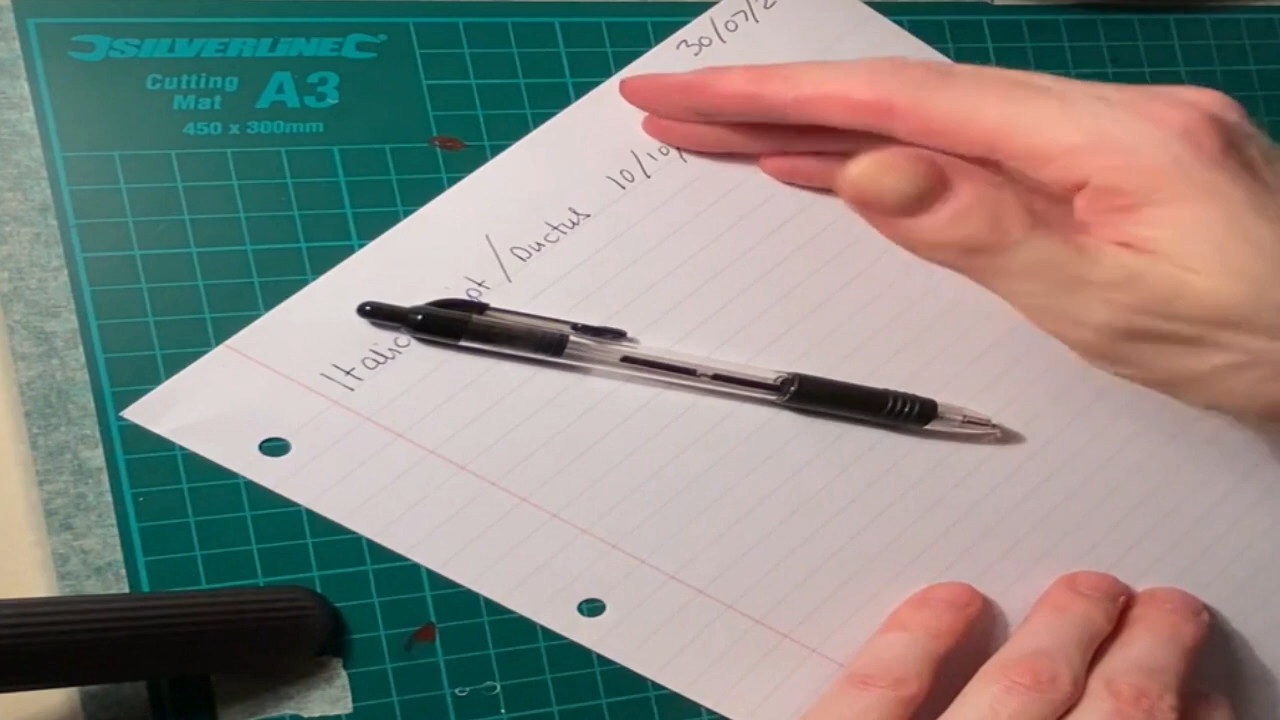 SILVERLINE
Cutting
Mat A3
450 x 300mm
30/07/2
Italic / Ductus 10/10/